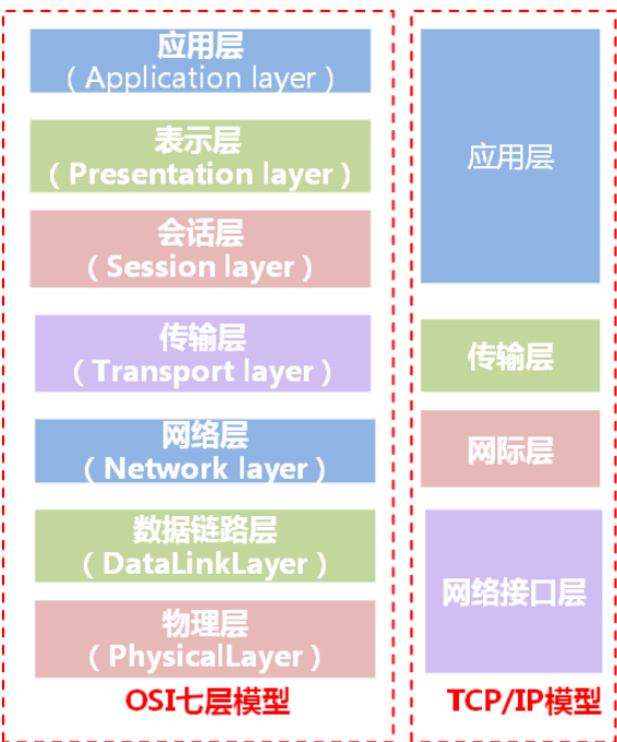 应用层
（Application layer）
表示层
（Presentation layer）
会话层
（Session layer）
传输层
（Transport layer）
网络层
（Network layer）
数据链路层
（DataLinkLayer）
物理层
（PhysicalLayer）
OSI七层模型
应用层
传输层
网际层
网络接口层
TCP/IP模型